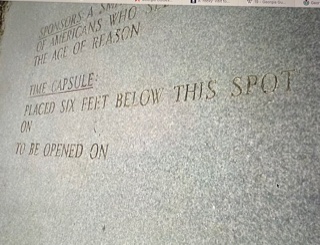 SPONSORS: A
OF AMERICANS WHO
THE AGE OF REASON
TIME CAPSULE:
PLACED SIX FEET BELOW THIS SPOT
ON
TO BE OPENED ON